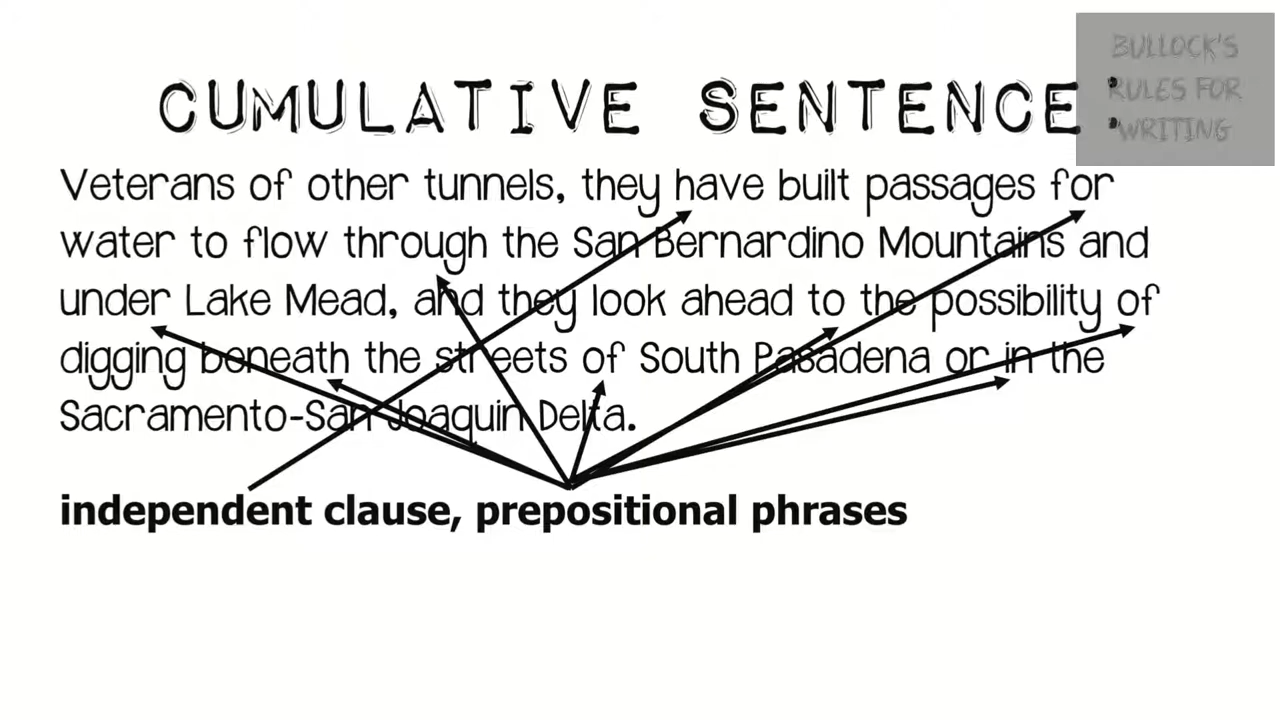 BULLOCK'S
RULES FOR
WRITING
CUMULATIVE SENTENCE:
Veterans of other tunnels, they have built passages for
water to flow through the San Bernardino Mountains and
under Lake Mead, and they look ahead to the possibility of
digging beneath the streets of South Pasadena or in the
Sacramento-San Joaquin Delta.
independent clause, prepositional phrases